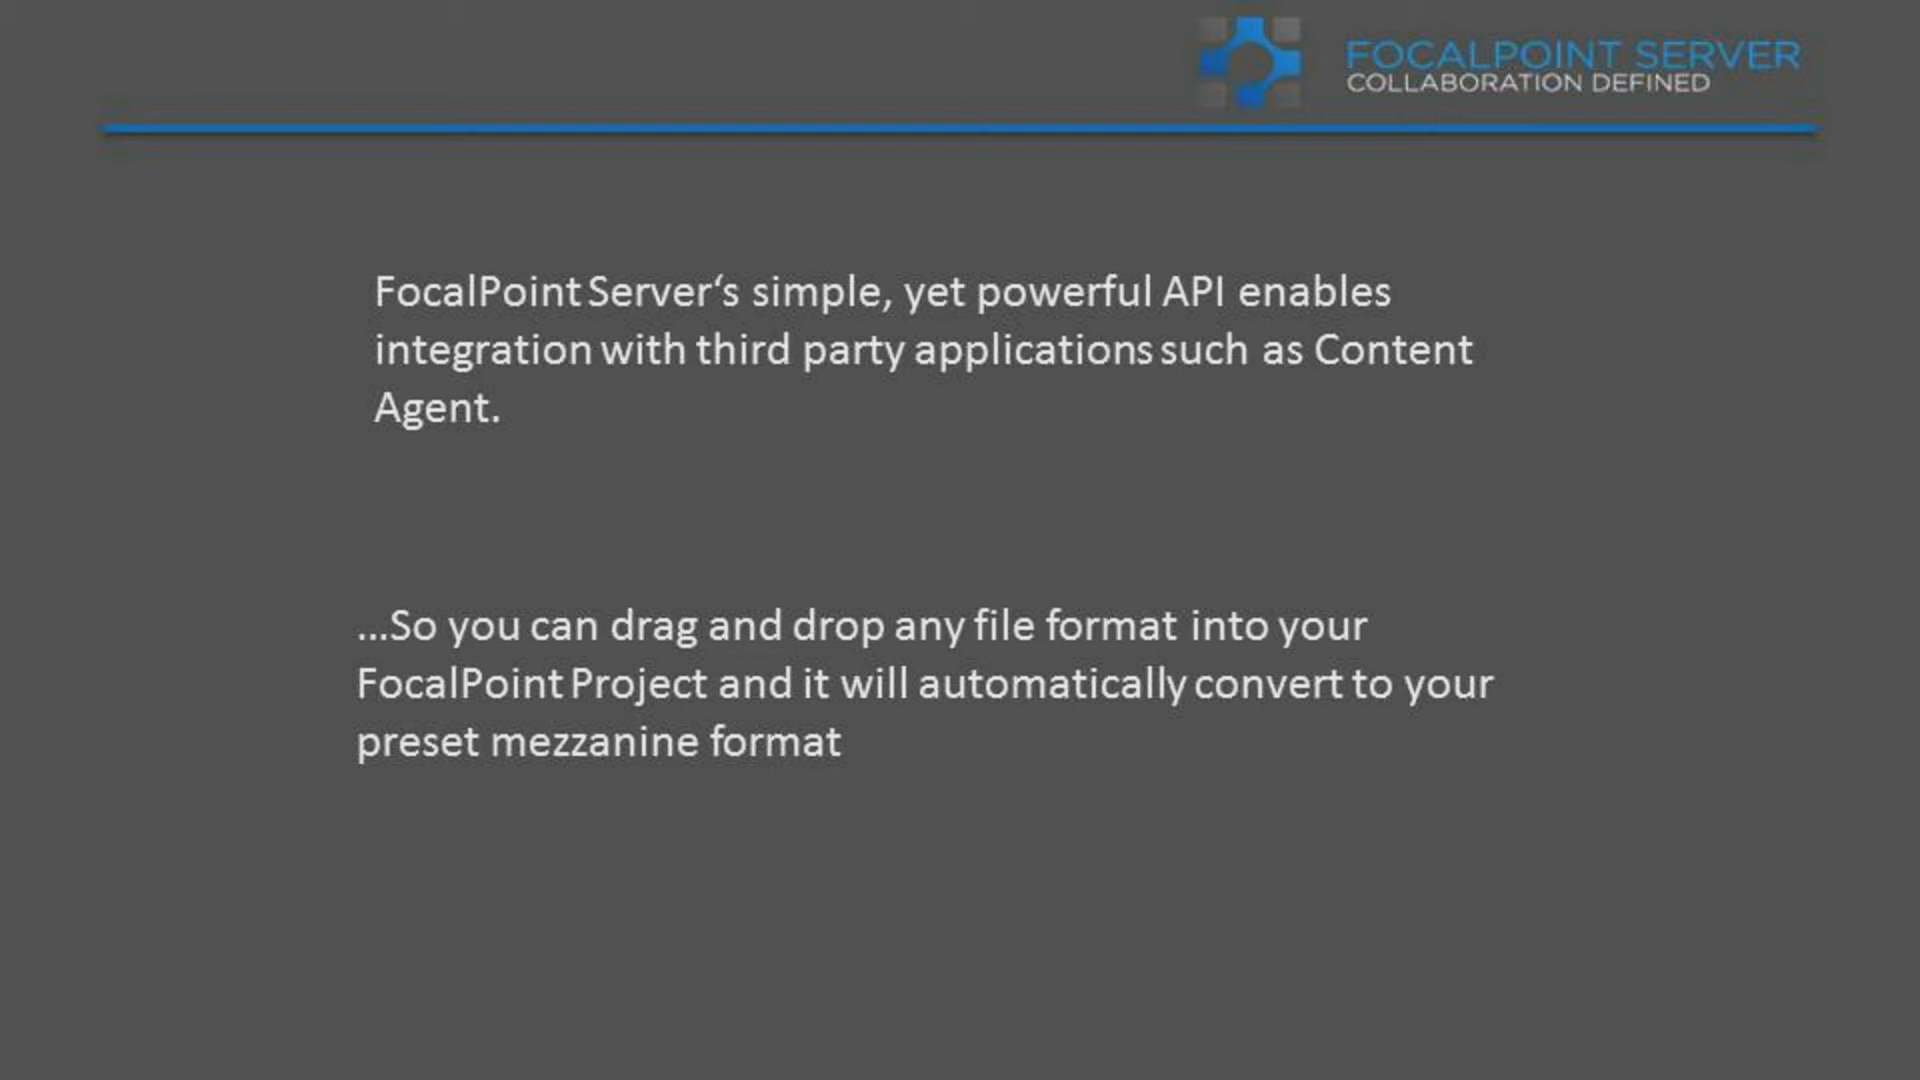 FOCALPOINT SERVER
COLLABORATION DEFINED
FocalPoint Server‘s simple, yet powerful API enables
integration with third party applications such as Content
Agent.
...So you can drag and drop any file format into your
FocalPoint Project and it will automatically convert to your
preset mezzanine format